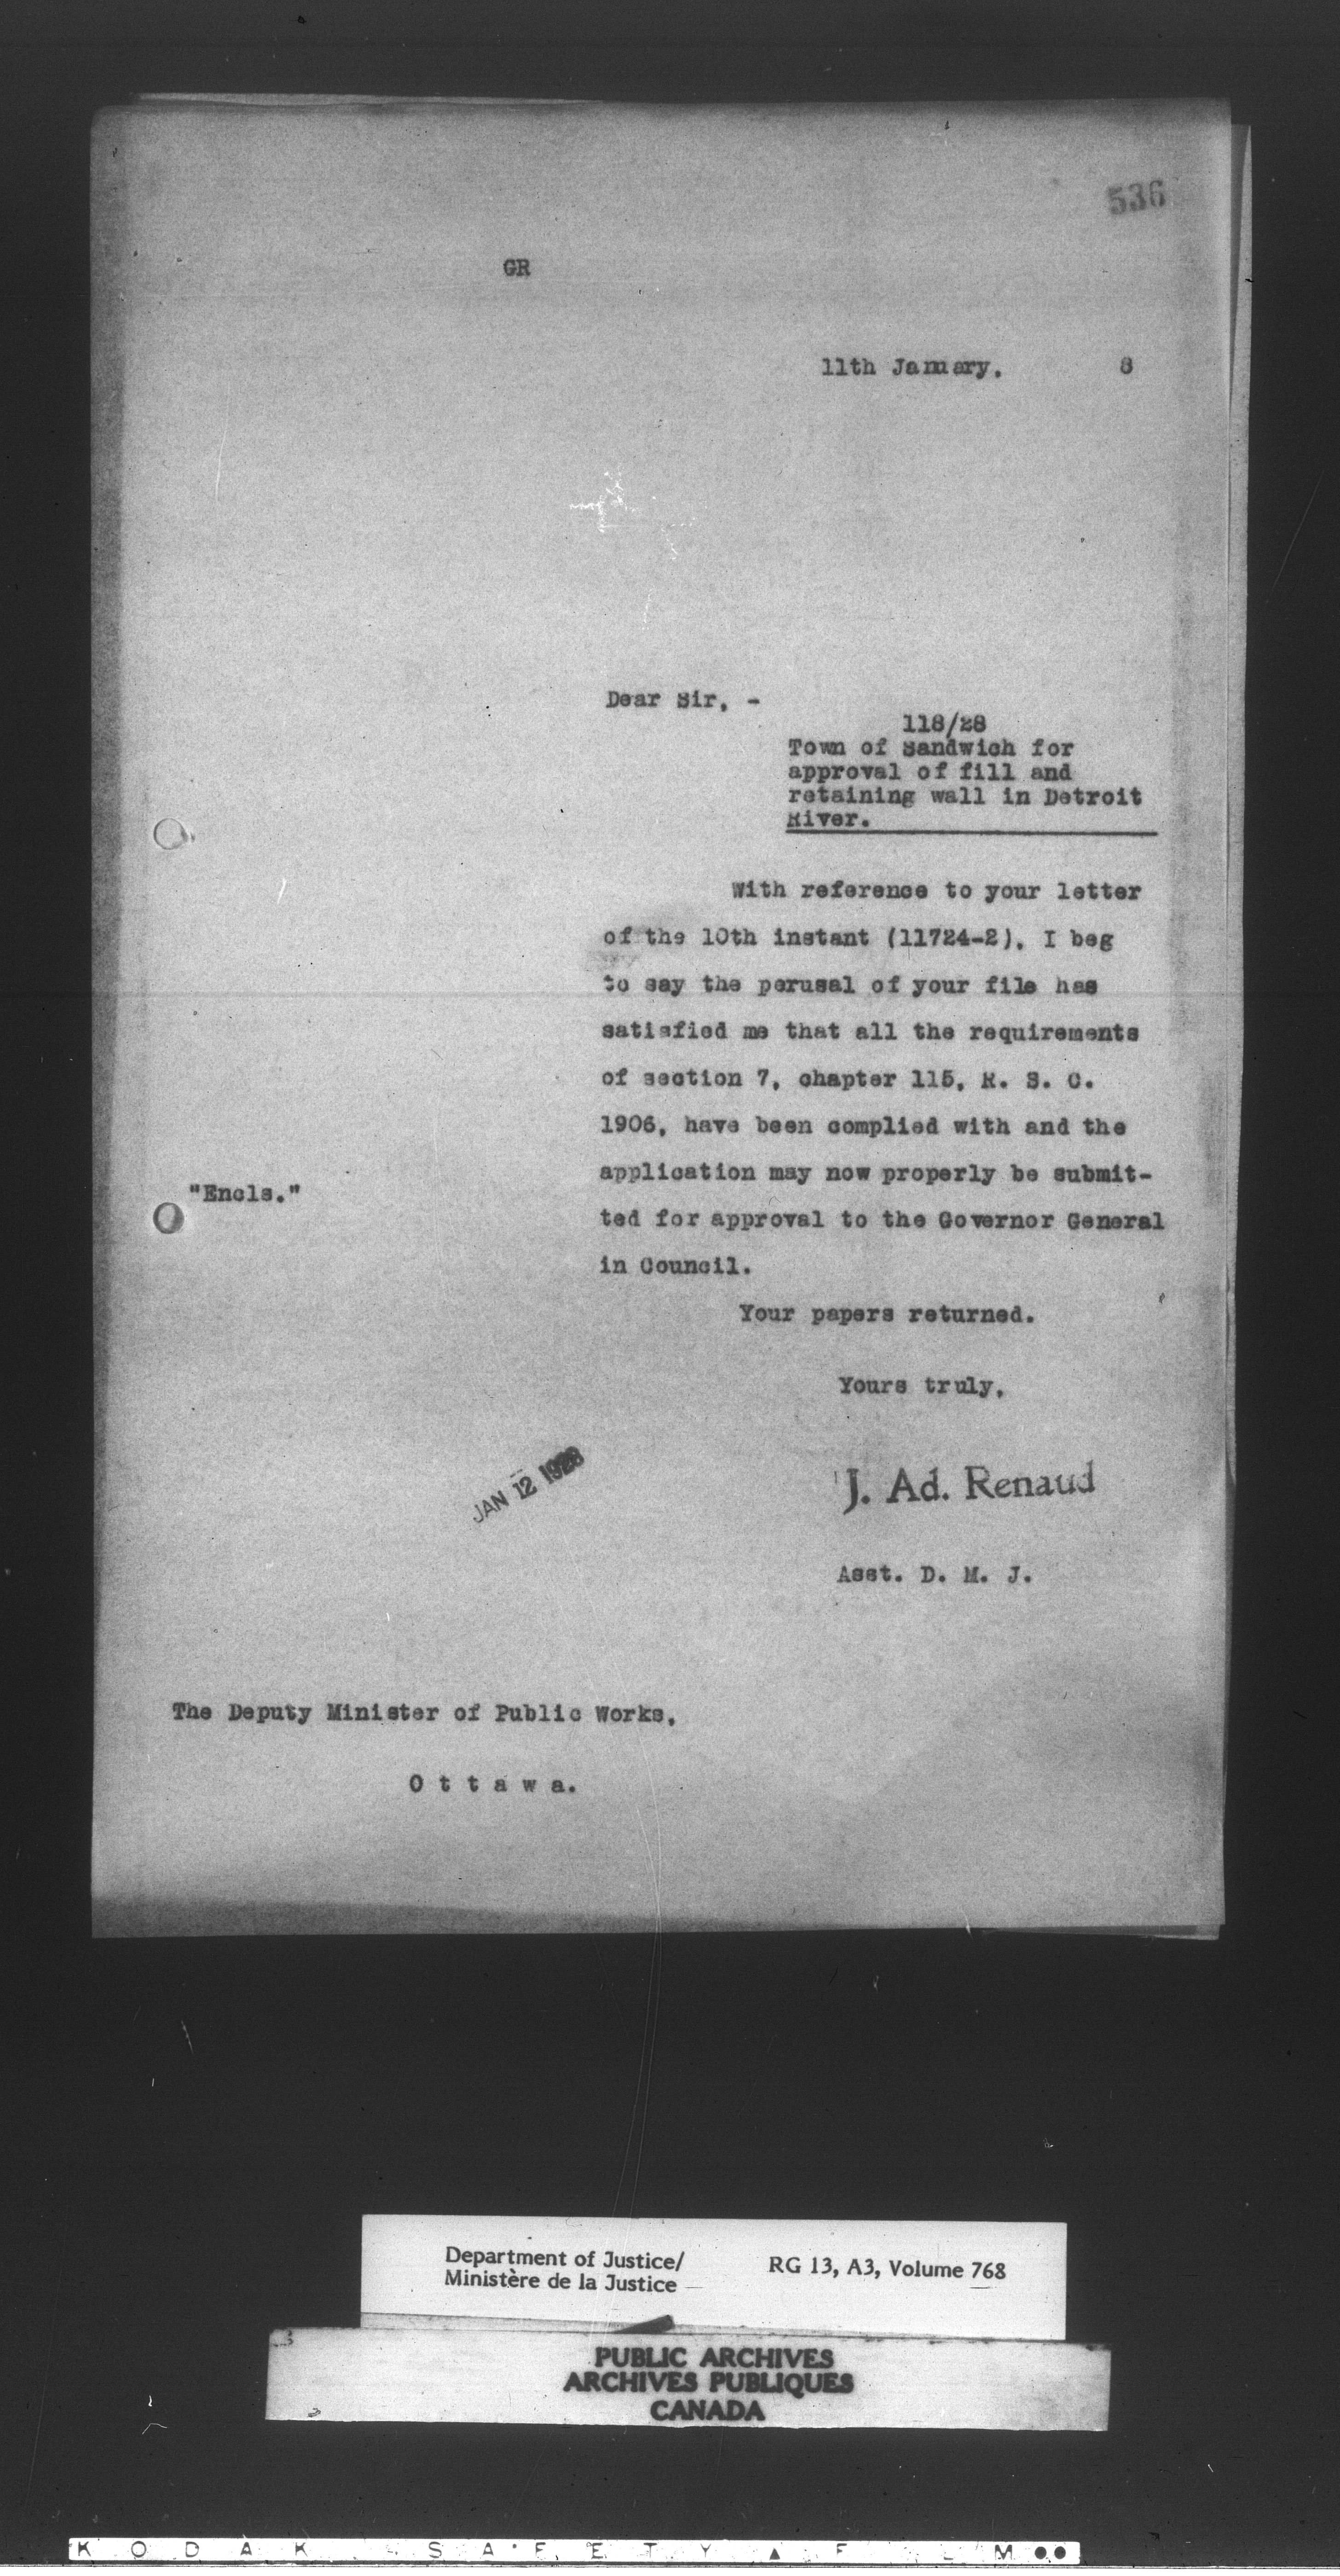 536
GR
11th January. 8
Dear Sir, -
118/28
Town of Sandwich for
approval of fill and
retaining wall in Detroit
River.
With reference to your letter
of the 10th instant (11724-2), I beg
to say the perusal of your file has
satisfied me that all the requirements
of section 7, chapter 115, R. S. C.
1906, have been complied with and the
application may now properly be submit-
"Encls."
ted for approval to the Governor General
in Council.
Your papers returned.
Yours truly,
JAN 12 1928
J. Ad. Renaud
Asst. D. M. J.
The Deputy Minister of Public Works,
Ottawa.
Department of Justice/
Ministère de la Justice
RG 13, A3, Volume 768
PUBLIC ARCHIVES
ARCHIVES PUBLIQUES
CANADA
KODAK SAFETY